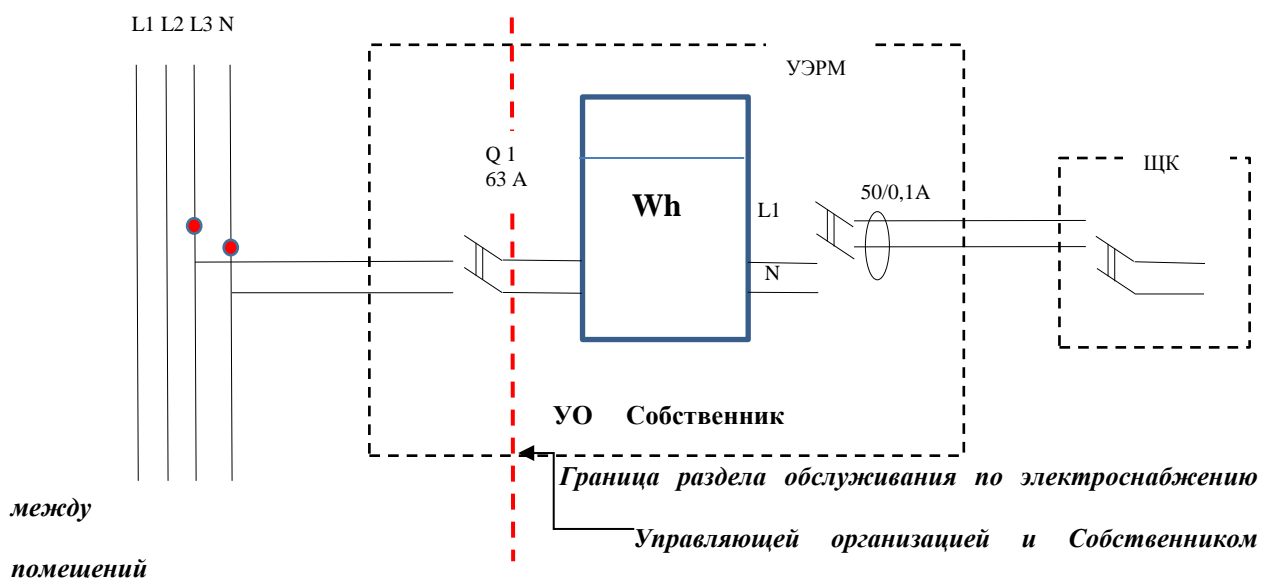 L1 L2 L3 N
УЭРМ
Q 1
63 А
ЩК
50/0,1А
Wh
L1
N
УО Собственник
Граница раздела обслуживания по электроснабжению
между
Управляющей организацией и Собственником
помещений